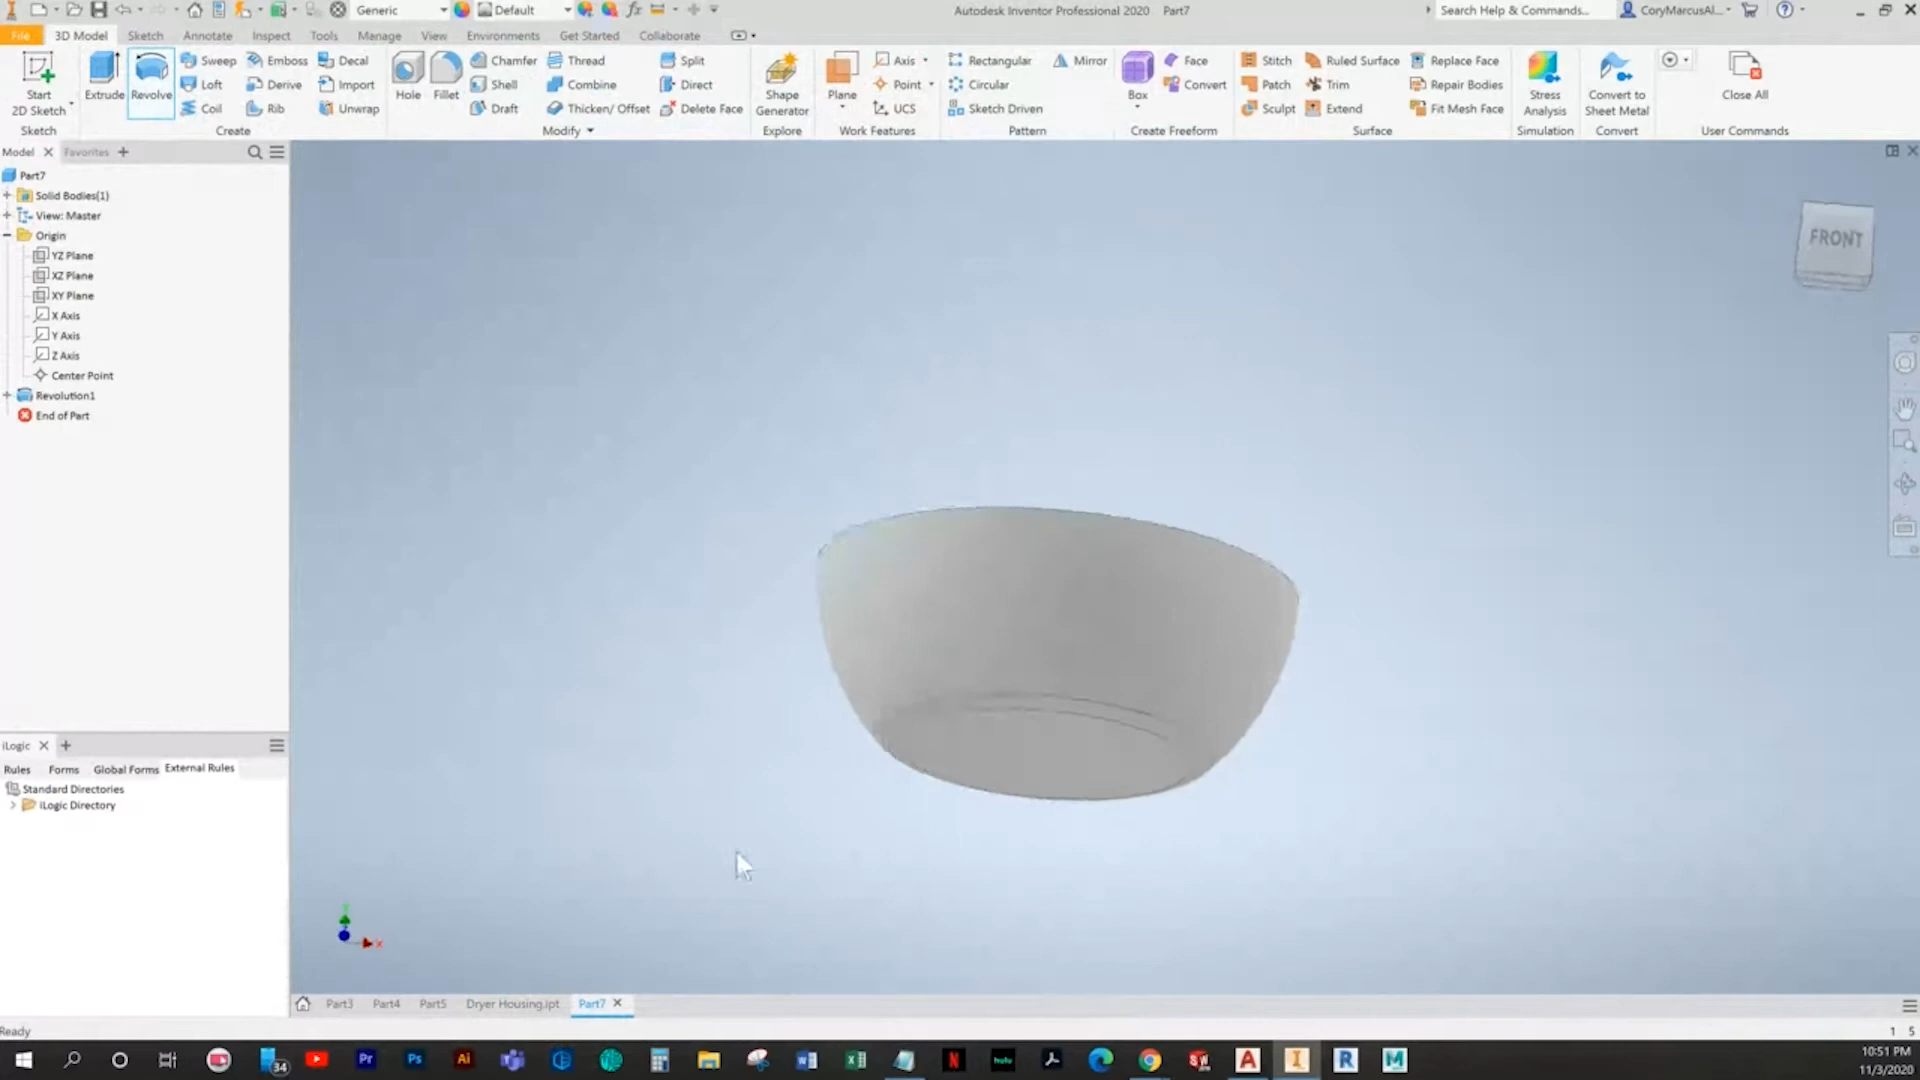 Generic
Default
Autodesk Inventor Professional 2020 Part7
Search Help & Commands...
CoryMarcusAl...
File 3D Model Sketch Annotate Inspect Tools Manage View Environments Get Started Collaborate
Start
2D Sketch
Sketch
Extrude
Revolve
Sweep Emboss Decal
Loft Derive Import
Coil Rib Unwrap
Create
Hole
Fillet
Chamfer Thread Split
Shell Combine Direct
Draft Thicken/ Offset Delete Face
Modify
Shape
Generator
Explore
Plane
Axis
Point
UCS
Work Features
Rectangular Mirror
Circular
Sketch Driven
Pattern
Box
Face
Convert
Create Freeform
Stitch Ruled Surface Replace Face
Patch Trim Repair Bodies
Sculpt Extend Fit Mesh Face
Surface
Stress
Analysis
Simulation
Convert to
Sheet Metal
Convert
Close All
User Commands
Model Favorites
Part7
Solid Bodies(1)
View: Master
Origin
YZ Plane
XZ Plane
XY Plane
X Axis
Y Axis
Z Axis
Center Point
Revolution1
End of Part
FRONT
iLogic
Rules Forms Global Forms External Rules
Standard Directories
iLogic Directory
X
Part3 Part4 Part5 Dryer Housing.ipt Part7
Ready
1 5
34
Pr
Ps
Ai
N
hulu
SW
A
I
R
M
10:51 PM
11/3/2020